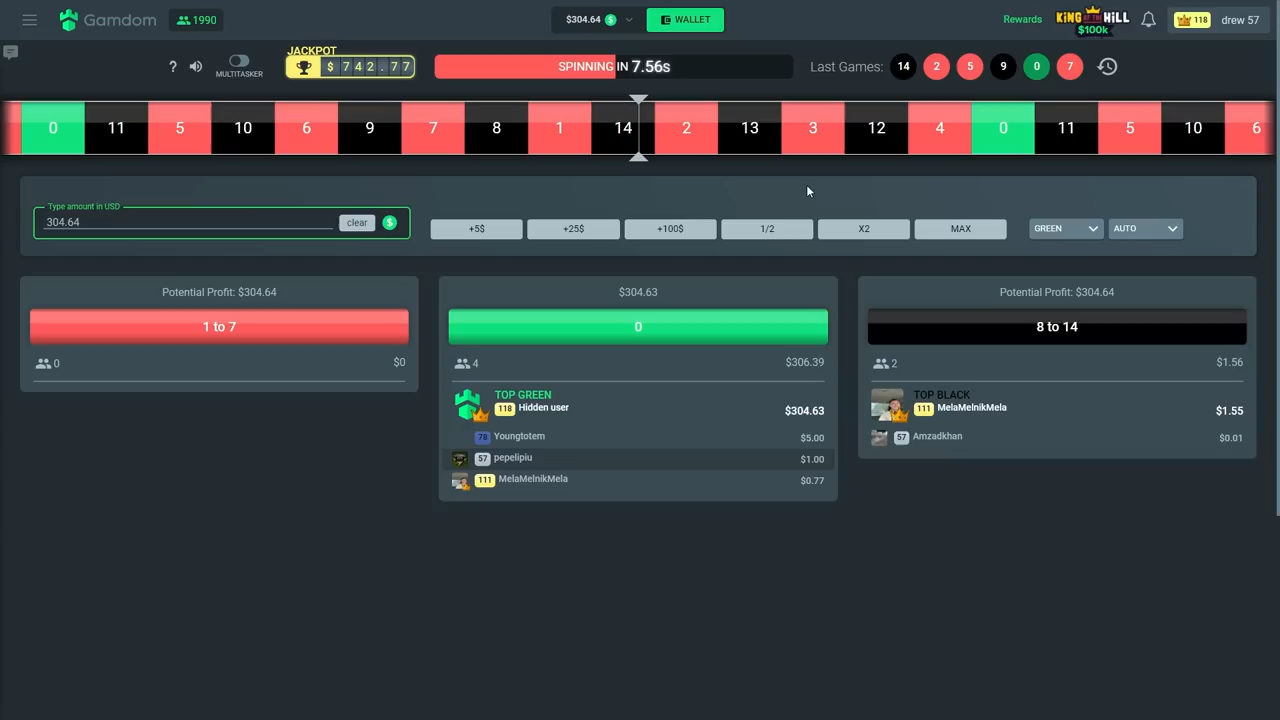 Gamdom
1990
$304.64
WALLET
Rewards
KING OF THE HILL
$100k
118
drew 57
?
MULTITASKER
JACKPOT
$ 7 4 2 . 7 7
SPINNING IN 7.56s
Last Games:
14 2 5 9 0 7
0 11 5 10 6 9 7 8 1 14 2 13 3 12 4 0 11 5 10 6
Type amount in USD
304.64
clear
$
+5$
+25$
+100$
1/2
X2
MAX
GREEN
AUTO
Potential Profit: $304.64
1 to 7
0
$0
$304.63
0
4
$306.39
TOP GREEN
118 Hidden user
$304.63
78 Youngtotem
$5.00
57 pepelipiu
$1.00
111 MelaMelnikMela
$0.77
Potential Profit: $304.64
8 to 14
2
$1.56
TOP BLACK
111 MelaMelnikMela
$1.55
57 Amzadkhan
$0.01